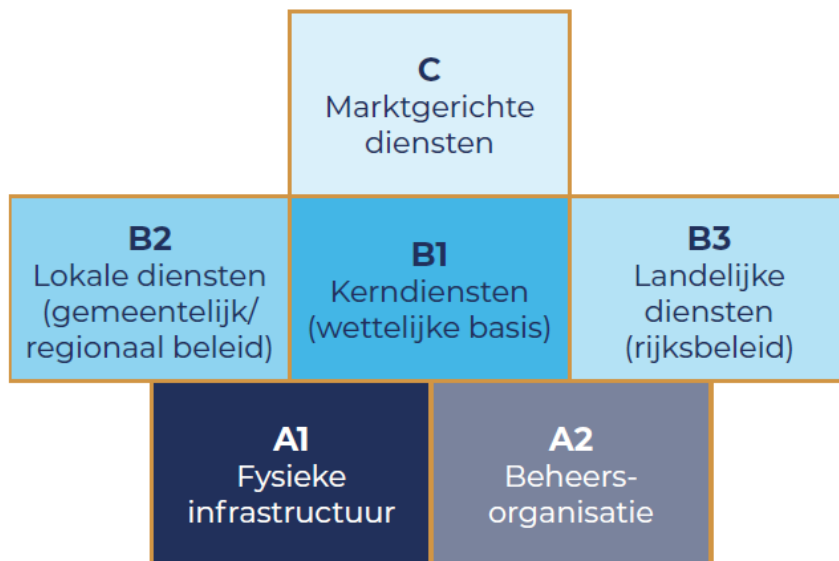 C
Marktgerichte
diensten
B2
Lokale diensten
(gemeentelijk/
regionaal beleid)
B1
Kerndiensten
(wettelijke basis)
B3
Landelijke
diensten
(rijksbeleid)
A1
Fysieke
infrastructuur
A2
Beheers-
organisatie